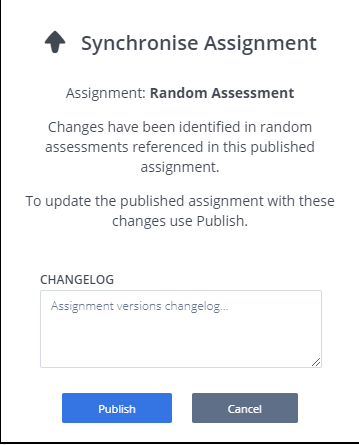 Synchronise Assignment
Assignment: Random Assessment
Changes have been identified in random
assessments referenced in this published
assignment.
To update the published assignment with these
changes use Publish.
CHANGELOG
Assignment versions changelog...
Publish
Cancel